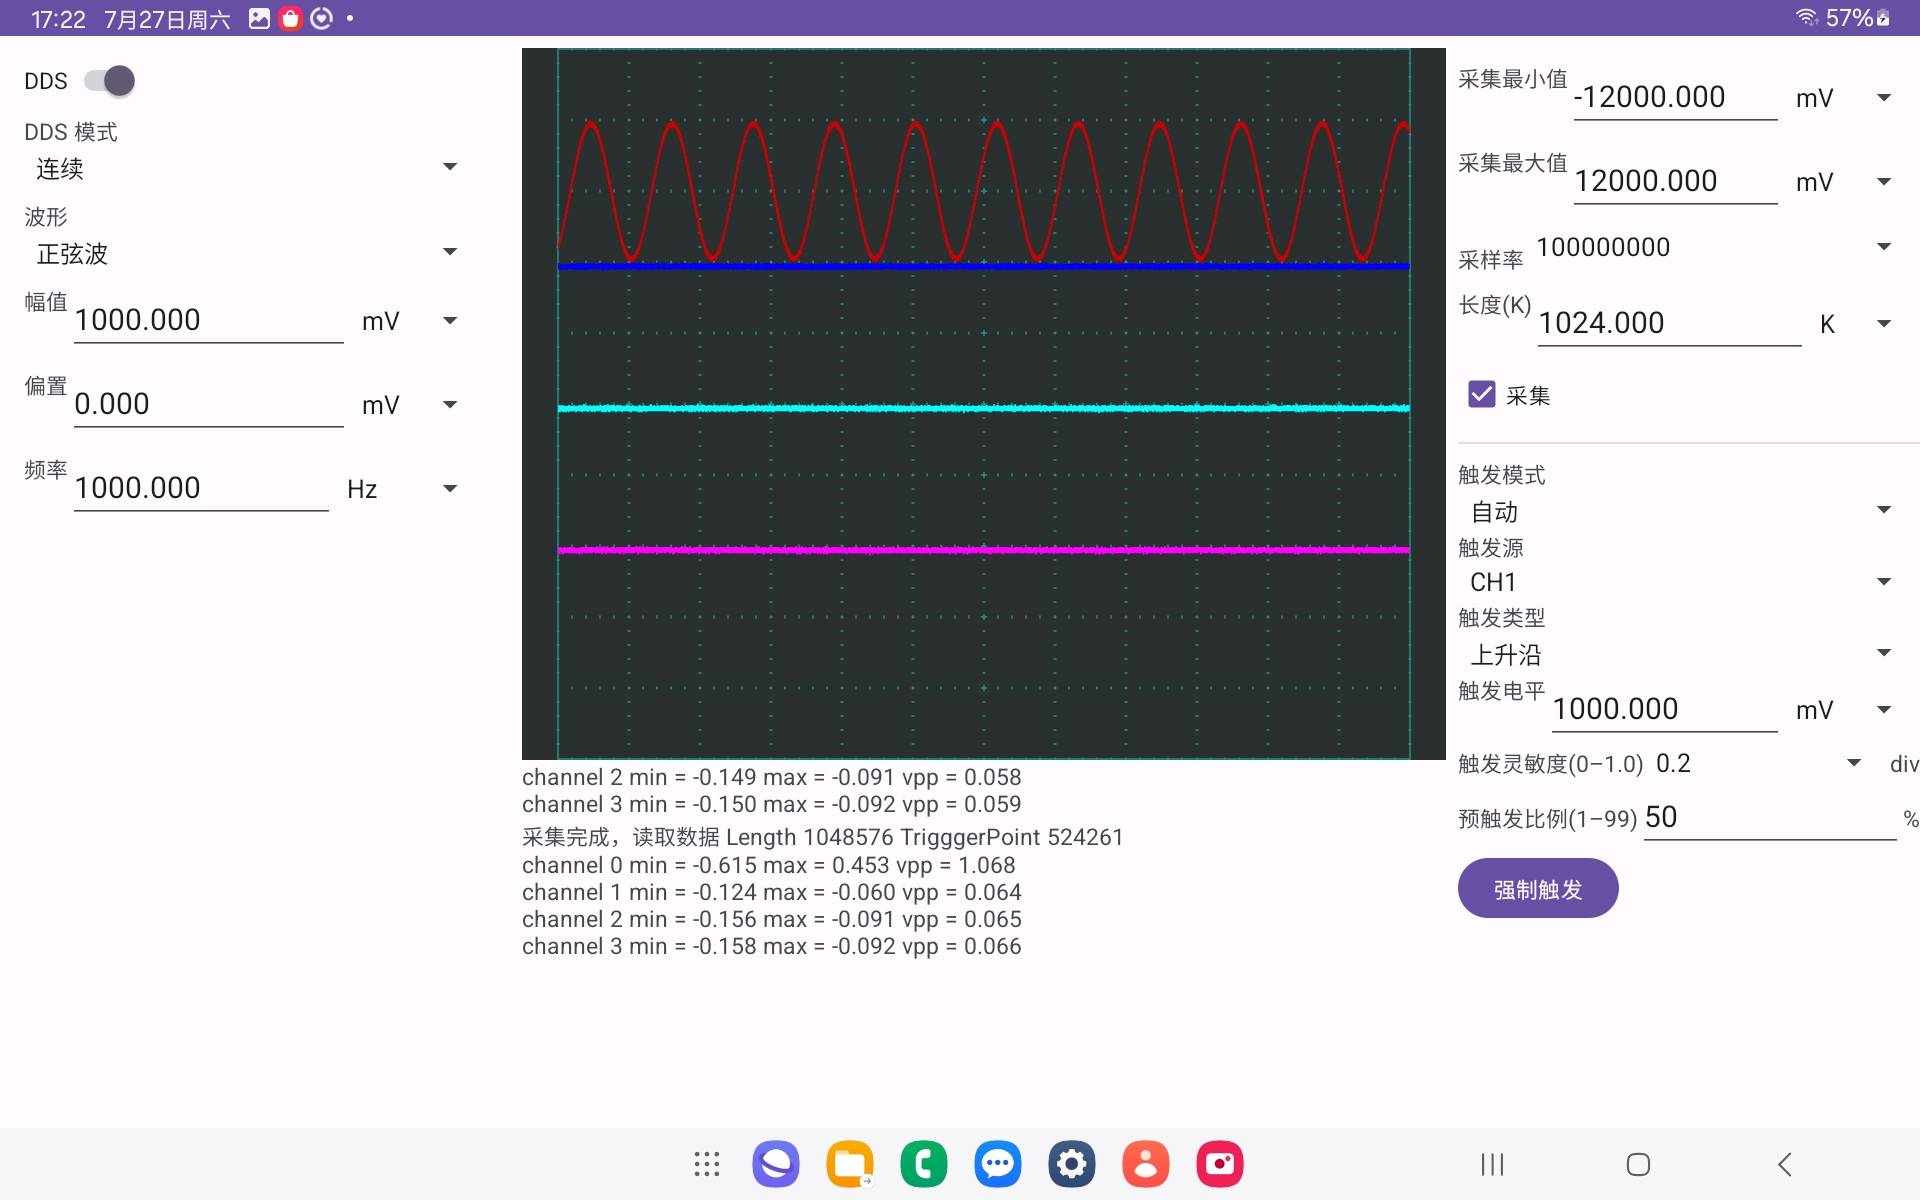 17:22 7月27日周六
57%
DDS
DDS 模式
连续
波形
正弦波
幅值 1000.000 mV
偏置 0.000 mV
频率 1000.000 Hz
channel 2 min = -0.149 max = -0.091 vpp = 0.058
channel 3 min = -0.150 max = -0.092 vpp = 0.059
采集完成，读取数据 Length 1048576 TrigggerPoint 524261
channel 0 min = -0.615 max = 0.453 vpp = 1.068
channel 1 min = -0.124 max = -0.060 vpp = 0.064
channel 2 min = -0.156 max = -0.091 vpp = 0.065
channel 3 min = -0.158 max = -0.092 vpp = 0.066
采集最小值 -12000.000 mV
采集最大值 12000.000 mV
采样率 100000000
长度(K) 1024.000 K
采集
触发模式
自动
触发源
CH1
触发类型
上升沿
触发电平 1000.000 mV
触发灵敏度(0–1.0) 0.2 div
预触发比例(1–99) 50 %
强制触发